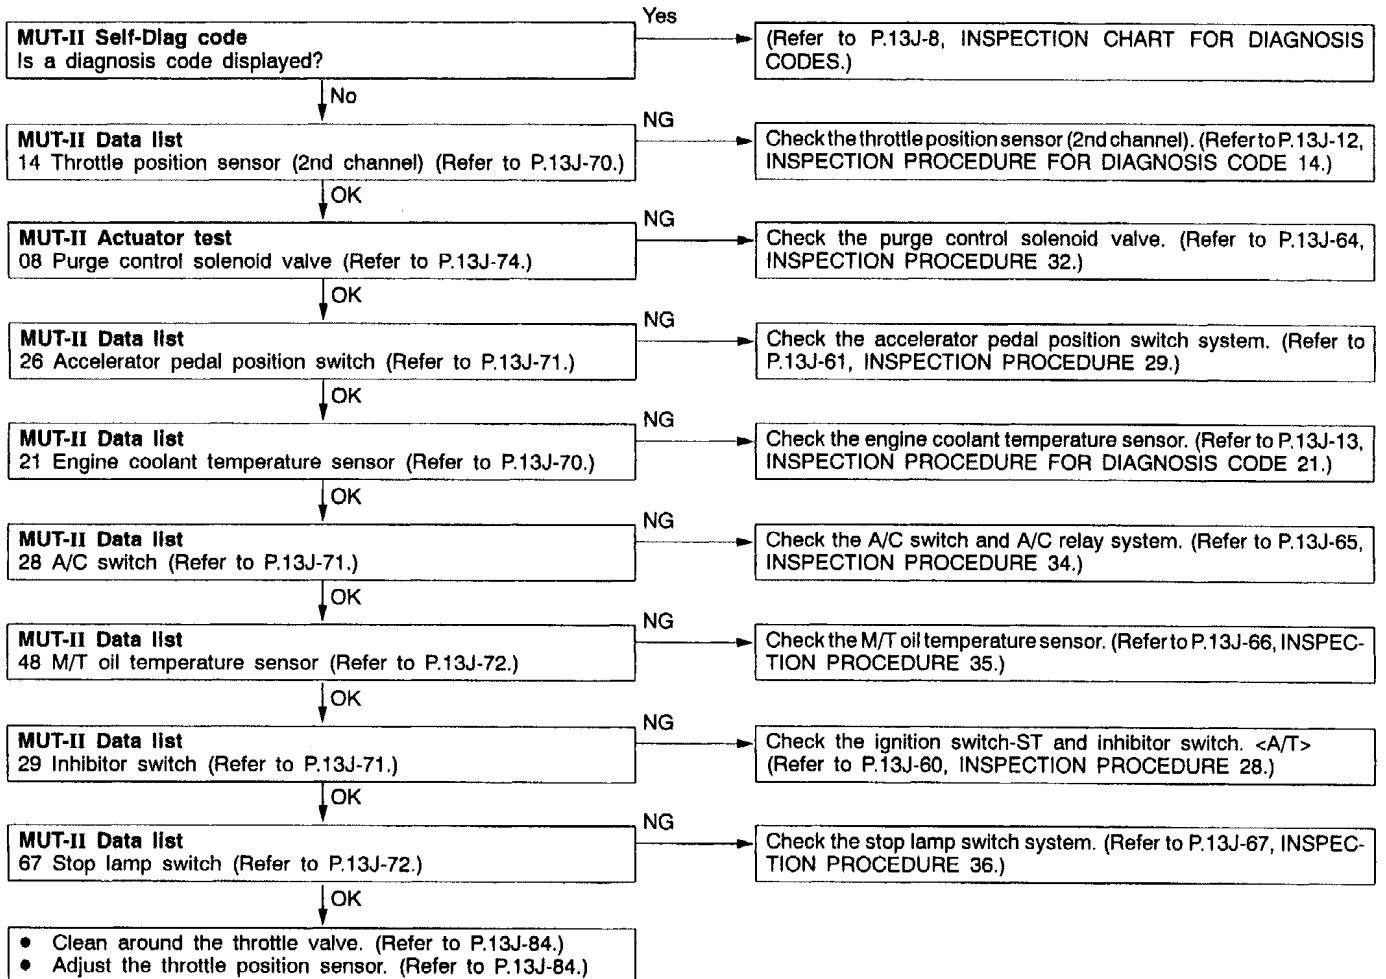 MUT-II Self-Diag code
Is a diagnosis code displayed?
Yes
(Refer to P.13J-8, INSPECTION CHART FOR DIAGNOSIS
CODES.)
No
MUT-II Data list
14 Throttle position sensor (2nd channel) (Refer to P.13J-70.)
NG
Check the throttle position sensor (2nd channel). (Refer to P.13J-12,
INSPECTION PROCEDURE FOR DIAGNOSIS CODE 14.)
OK
MUT-II Actuator test
08 Purge control solenoid valve (Refer to P.13J-74.)
NG
Check the purge control solenoid valve. (Refer to P.13J-64,
INSPECTION PROCEDURE 32.)
OK
MUT-II Data list
26 Accelerator pedal position switch (Refer to P.13J-71.)
NG
Check the accelerator pedal position switch system. (Refer to
P.13J-61, INSPECTION PROCEDURE 29.)
OK
MUT-II Data list
21 Engine coolant temperature sensor (Refer to P.13J-70.)
NG
Check the engine coolant temperature sensor. (Refer to P.13J-13,
INSPECTION PROCEDURE FOR DIAGNOSIS CODE 21.)
OK
MUT-II Data list
28 A/C switch (Refer to P.13J-71.)
NG
Check the A/C switch and A/C relay system. (Refer to P.13J-65,
INSPECTION PROCEDURE 34.)
OK
MUT-II Data list
48 M/T oil temperature sensor (Refer to P.13J-72.)
NG
Check the M/T oil temperature sensor. (Refer to P.13J-66, INSPEC-
TION PROCEDURE 35.)
OK
MUT-II Data list
29 Inhibitor switch (Refer to P.13J-71.)
NG
Check the ignition switch-ST and inhibitor switch. <A/T>
(Refer to P.13J-60, INSPECTION PROCEDURE 28.)
OK
MUT-II Data list
67 Stop lamp switch (Refer to P.13J-72.)
NG
Check the stop lamp switch system. (Refer to P.13J-67, INSPEC-
TION PROCEDURE 36.)
OK
● Clean around the throttle valve. (Refer to P.13J-84.)
● Adjust the throttle position sensor. (Refer to P.13J-84.)